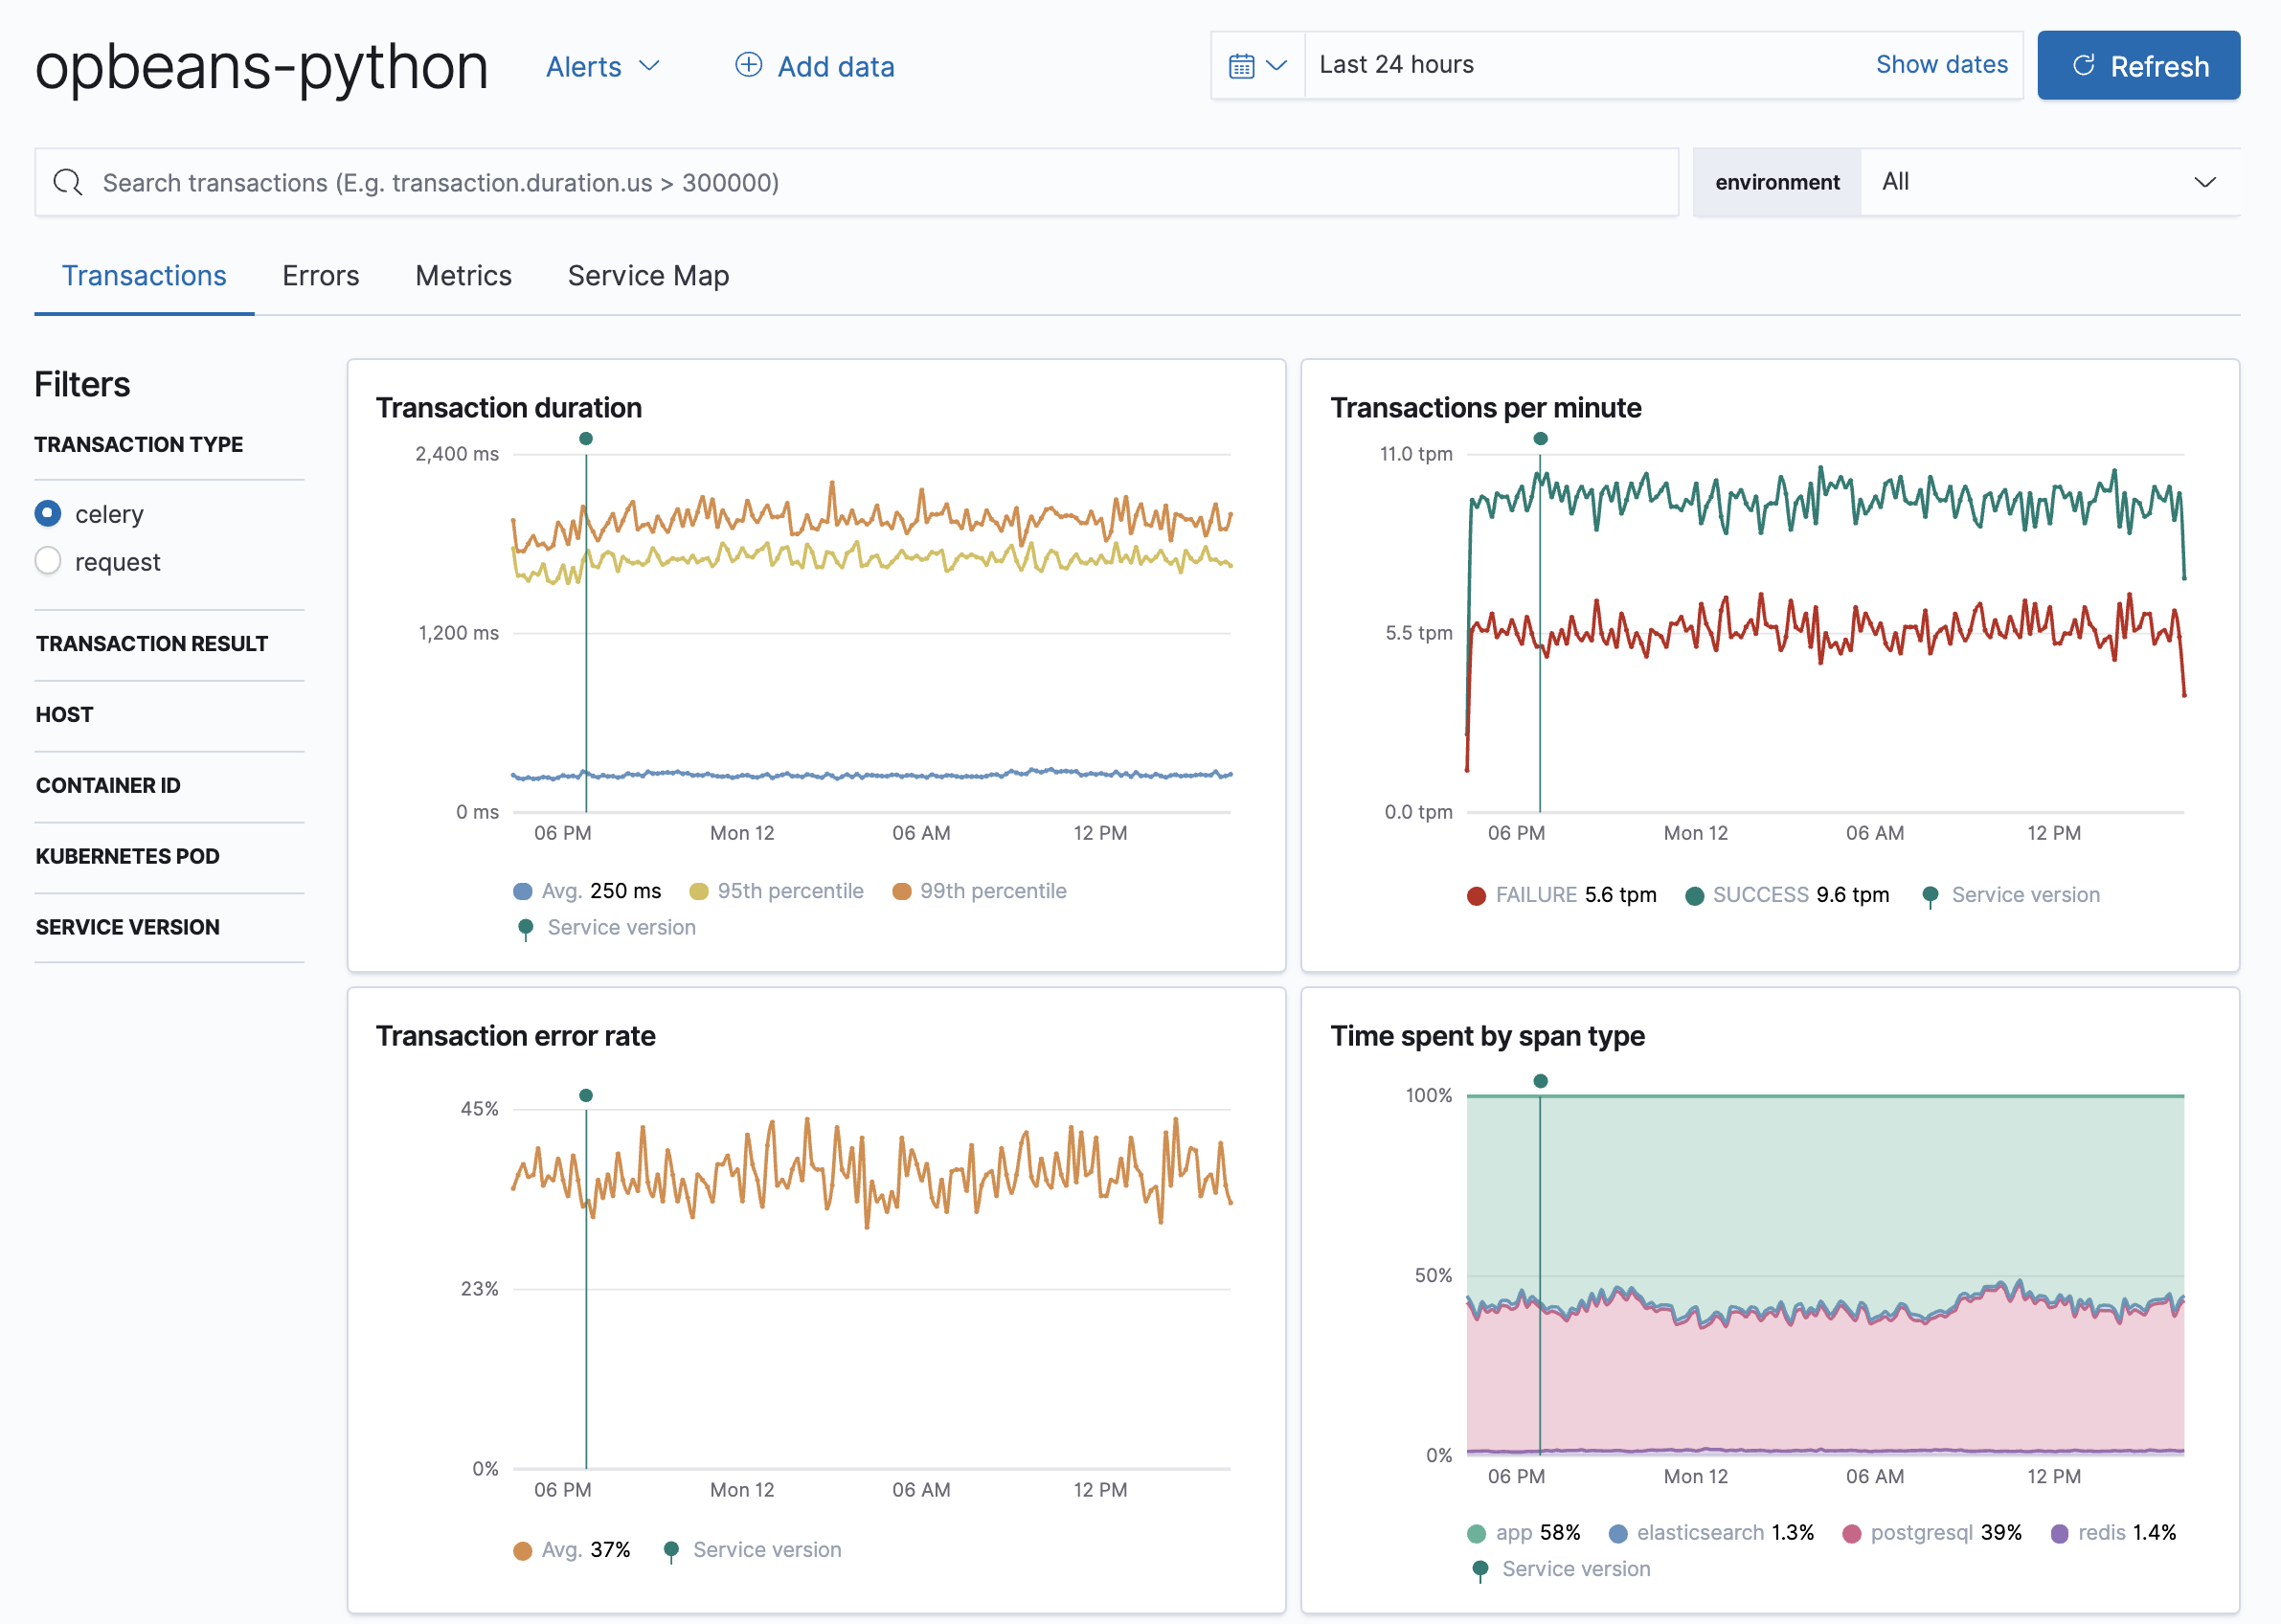 opbeans-python Alerts Add data Last 24 hours Show dates Refresh
Search transactions (E.g. transaction.duration.us > 300000) environment All
Transactions Errors Metrics Service Map
Filters
TRANSACTION TYPE
celery
request
TRANSACTION RESULT
HOST
CONTAINER ID
KUBERNETES POD
SERVICE VERSION
Transaction duration
2,400 ms
1,200 ms
0 ms
06 PM Mon 12 06 AM 12 PM
Avg. 250 ms 95th percentile 99th percentile
Service version
Transactions per minute
11.0 tpm
5.5 tpm
0.0 tpm
06 PM Mon 12 06 AM 12 PM
FAILURE 5.6 tpm SUCCESS 9.6 tpm Service version
Transaction error rate
45%
23%
0%
06 PM Mon 12 06 AM 12 PM
Avg. 37% Service version
Time spent by span type
100%
50%
0%
06 PM Mon 12 06 AM 12 PM
app 58% elasticsearch 1.3% postgresql 39% redis 1.4%
Service version